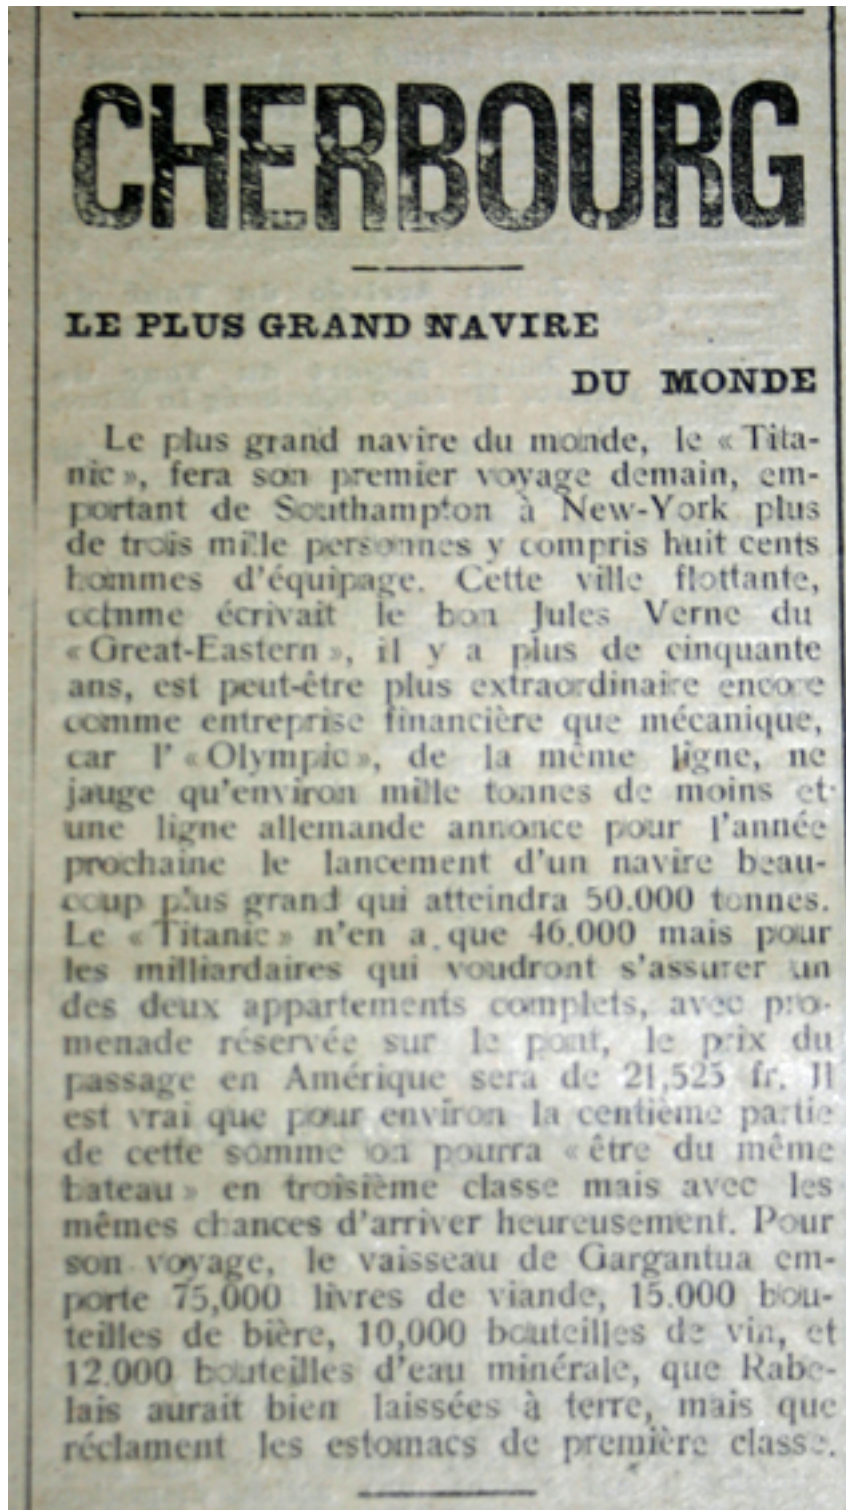 CHERBOURG
LE PLUS GRAND NAVIRE
DU MONDE
Le plus grand navire du monde, le « Tita-
nic », fera son premier voyage demain, em-
portant de Southampton à New-York plus
de trois mille personnes y compris huit cents
hommes d'équipage. Cette ville flottante,
comme écrivait le bon Jules Verne du
« Great-Eastern », il y a plus de cinquante
ans, est peut-être plus extraordinaire encore
comme entreprise financière que mécanique,
car l' « Olympic », de la même ligne, ne
jauge qu'environ mille tonnes de moins et
une ligne allemande annonce pour l'année
prochaine le lancement d'un navire beau-
coup plus grand qui atteindra 50.000 tonnes.
Le « Titanic » n'en a que 46.000 mais pour
les milliardaires qui voudront s'assurer un
des deux appartements complets, avec pro-
menade réservée sur le pont, le prix du
passage en Amérique sera de 21,525 fr. Il
est vrai que pour environ la centième partie
de cette somme on pourra « être du même
bateau » en troisième classe mais avec les
mêmes chances d'arriver heureusement. Pour
son voyage, le vaisseau de Gargantua em-
porte 75,000 livres de viande, 15.000 bou-
teilles de bière, 10,000 bouteilles de vin, et
12.000 bouteilles d'eau minérale, que Rabe-
lais aurait bien laissées à terre, mais que
réclament les estomacs de première classe.